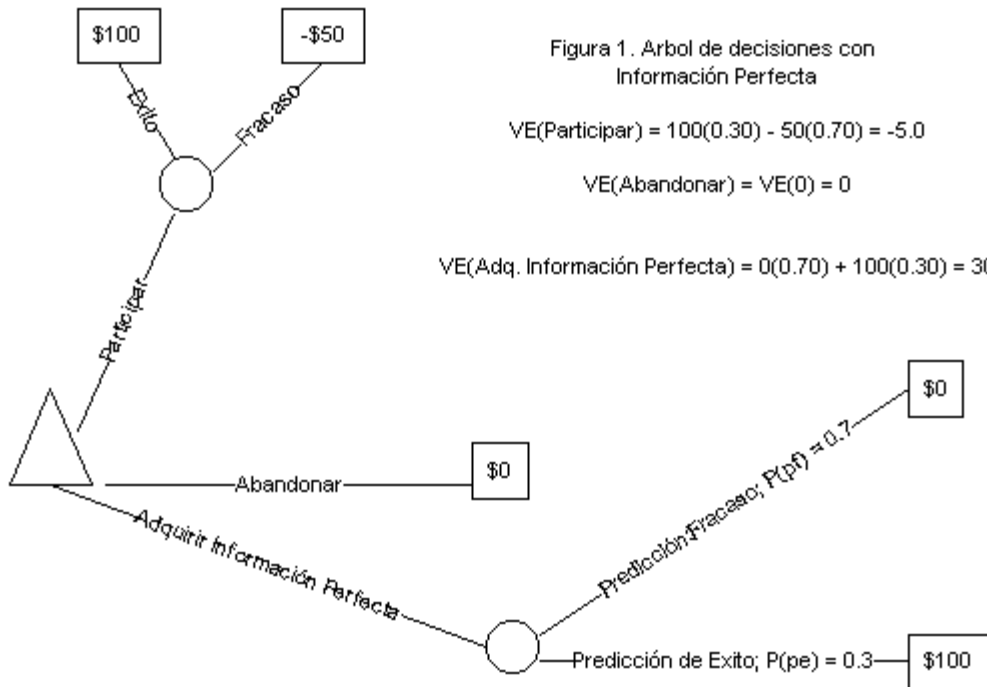 $100
-$50
Figura 1. Arbol de decisiones con
Información Perfecta
Exito
Fracaso
VE(Participar) = 100(0.30) - 50(0.70) = -5.0
VE(Abandonar) = VE(0) = 0
VE(Adq. Información Perfecta) = 0(0.70) + 100(0.30) = 30
Participar
$0
Predicción; Fracaso; P(pf) = 0.7
$0
Abandonar
Adquirir Información Perfecta
Predicción de Exito; P(pe) = 0.3
$100